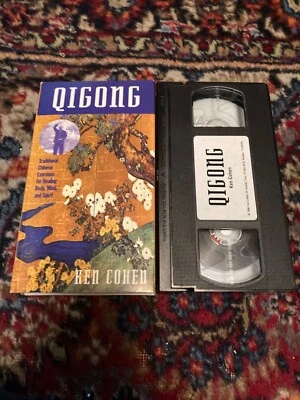 QIGONG
Traditional
Chinese
Exercises
for Healing
Body, Mind,
and Spirit
KEN COHEN
QIGONG
Ken Cohen